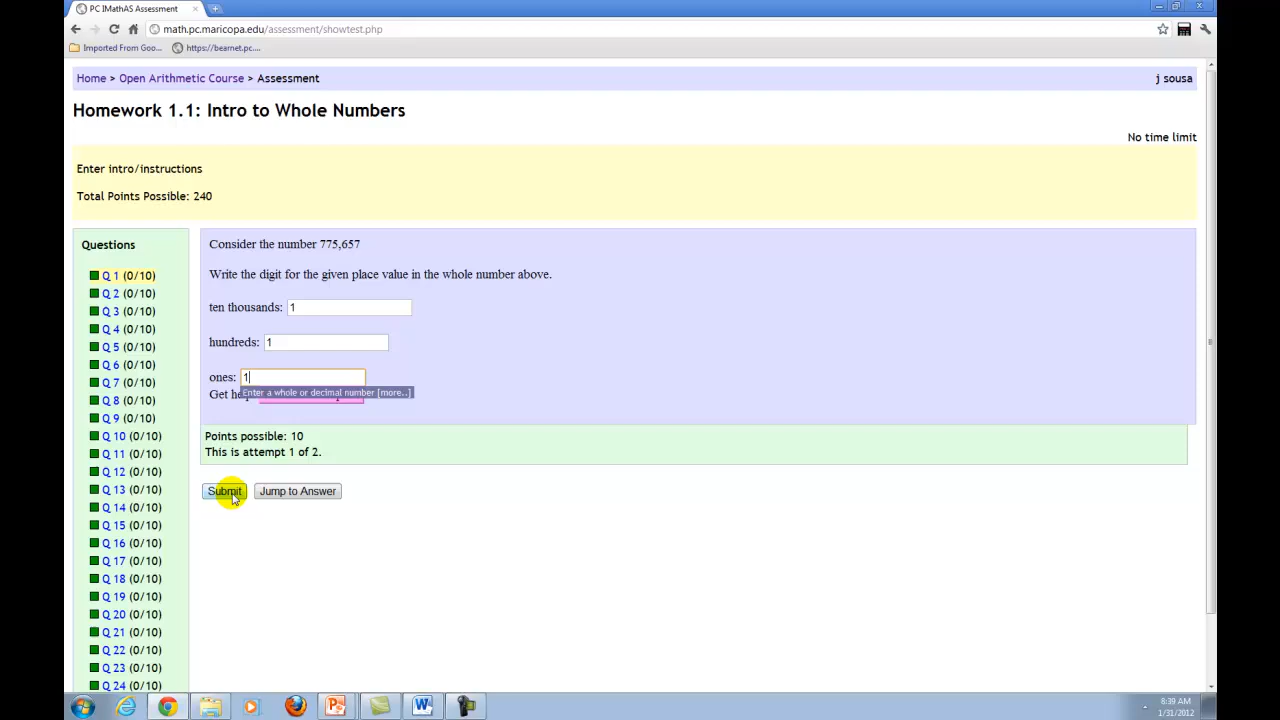 PC IMathAS Assessment
math.pc.maricopa.edu/assessment/showtest.php
Imported From Goo... https://bearnet.pc....
Home > Open Arithmetic Course > Assessment j sousa
Homework 1.1: Intro to Whole Numbers
No time limit
Enter intro/instructions
Total Points Possible: 240
Questions
Q 1 (0/10)
Q 2 (0/10)
Q 3 (0/10)
Q 4 (0/10)
Q 5 (0/10)
Q 6 (0/10)
Q 7 (0/10)
Q 8 (0/10)
Q 9 (0/10)
Q 10 (0/10)
Q 11 (0/10)
Q 12 (0/10)
Q 13 (0/10)
Q 14 (0/10)
Q 15 (0/10)
Q 16 (0/10)
Q 17 (0/10)
Q 18 (0/10)
Q 19 (0/10)
Q 20 (0/10)
Q 21 (0/10)
Q 22 (0/10)
Q 23 (0/10)
Q 24 (0/10)
Consider the number 775,657
Write the digit for the given place value in the whole number above.
ten thousands: 1
hundreds: 1
ones: 1
Enter a whole or decimal number [more..]
Get
Points possible: 10
This is attempt 1 of 2.
Submit Jump to Answer
8:39 AM
1/31/2012